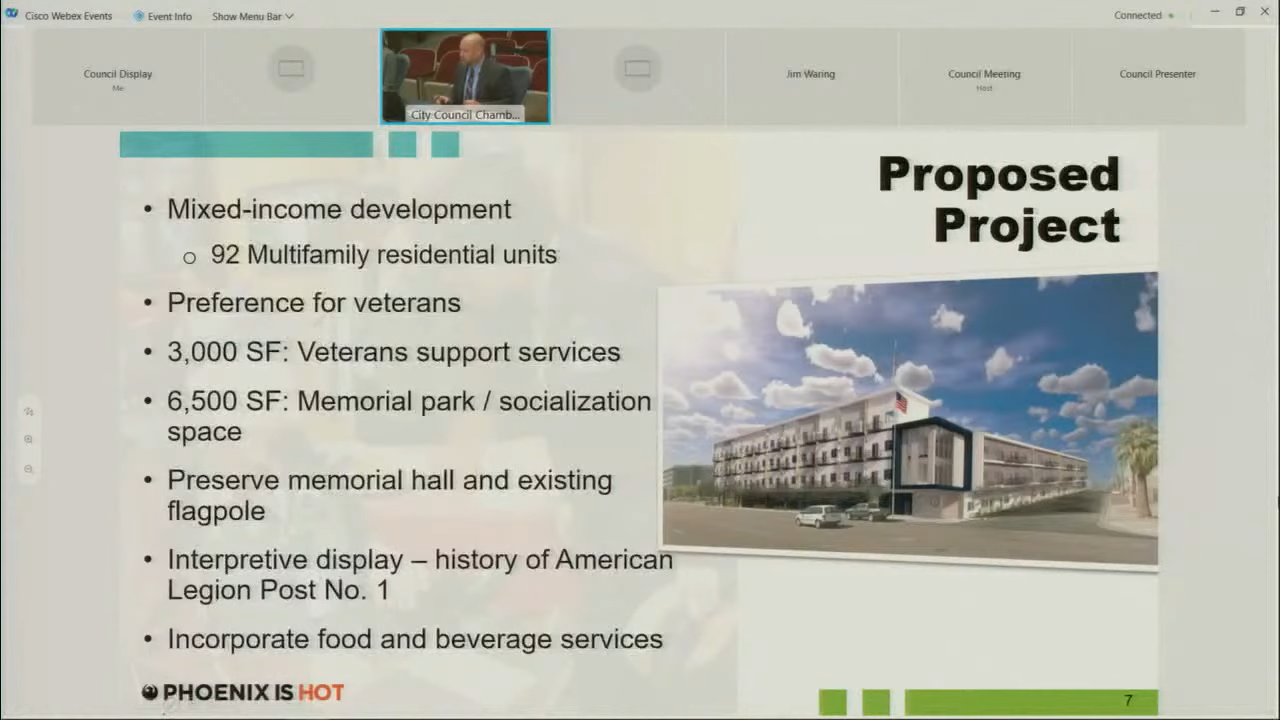 Cisco Webex Events
Event Info
Show Menu Bar
Connected
Council Display
Me
City Council Chamb...
Jim Waring
Council Meeting
Host
Council Presenter
Proposed
Project
• Mixed-income development
o 92 Multifamily residential units
• Preference for veterans
• 3,000 SF: Veterans support services
• 6,500 SF: Memorial park / socialization
space
• Preserve memorial hall and existing
flagpole
• Interpretive display – history of American
Legion Post No. 1
• Incorporate food and beverage services
PHOENIX IS HOT
7